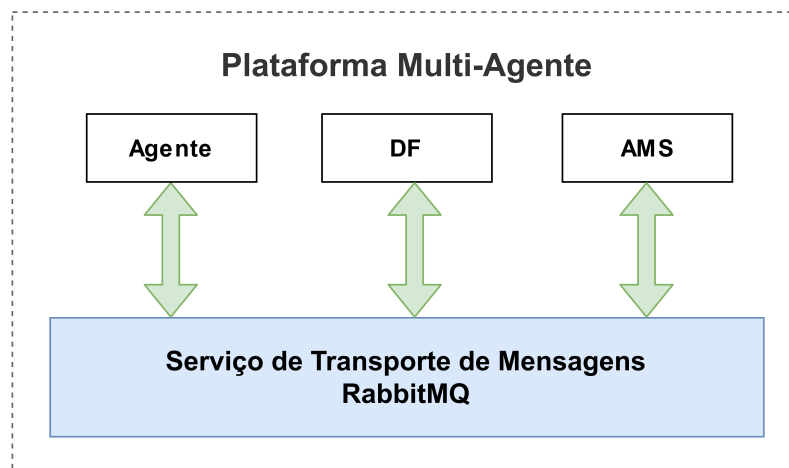 Plataforma Multi-Agente
Agente
DF
AMS
Serviço de Transporte de Mensagens
RabbitMQ